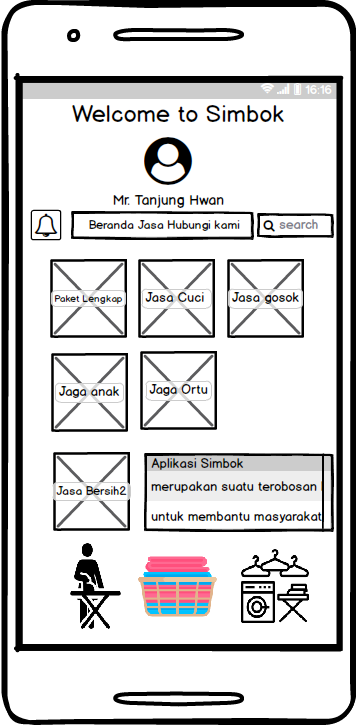 16:16
Welcome to Simbok
Mr. Tanjung Hwan
Beranda Jasa Hubungi kami
search
Paket Lengkap
Jasa Cuci
Jasa gosok
Jaga anak
Jaga Ortu
Jasa Bersih2
Aplikasi Simbok
merupakan suatu terobosan
untuk membantu masyarakat